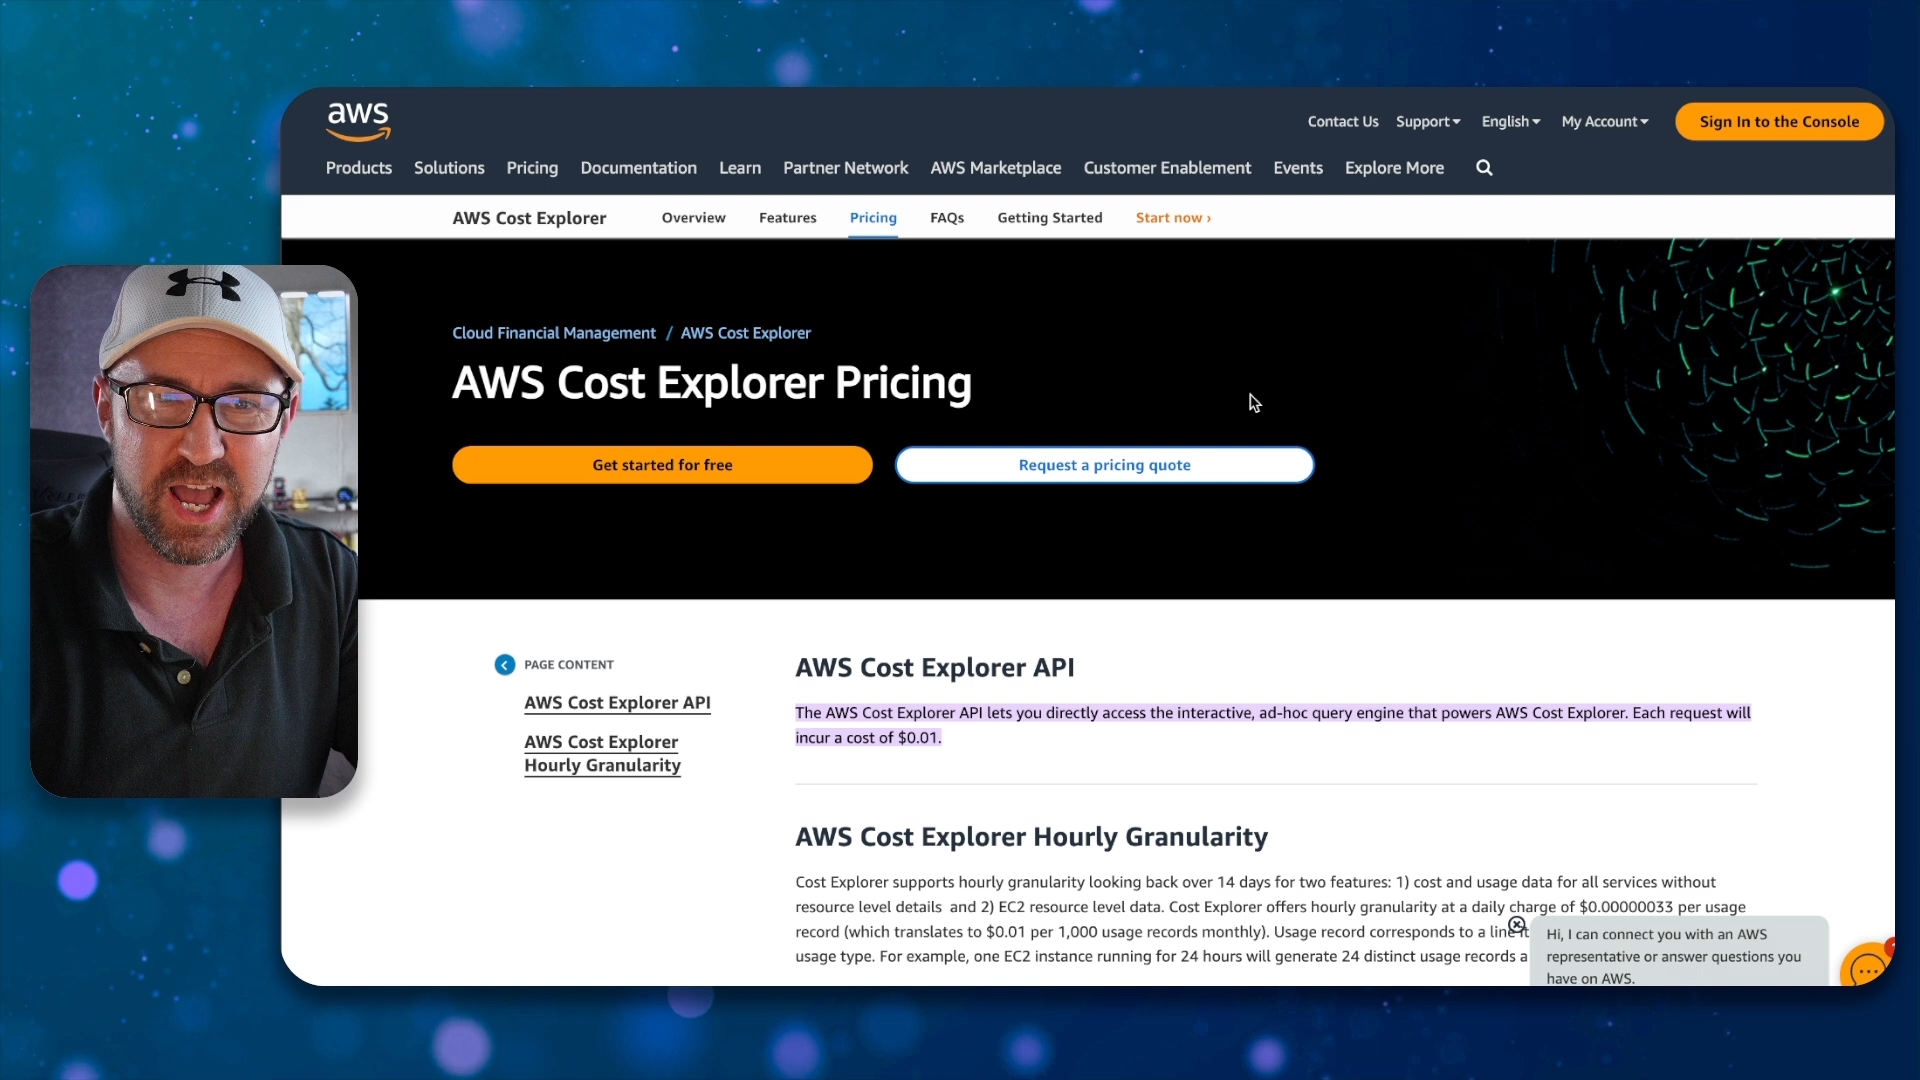 aws
Contact Us
Support
English
My Account
Sign In to the Console
Products
Solutions
Pricing
Documentation
Learn
Partner Network
AWS Marketplace
Customer Enablement
Events
Explore More
AWS Cost Explorer
Overview
Features
Pricing
FAQs
Getting Started
Start now ›
Cloud Financial Management / AWS Cost Explorer
AWS Cost Explorer Pricing
Get started for free
Request a pricing quote
PAGE CONTENT
AWS Cost Explorer API
AWS Cost Explorer
Hourly Granularity
AWS Cost Explorer API
The AWS Cost Explorer API lets you directly access the interactive, ad-hoc query engine that powers AWS Cost Explorer. Each request will
incur a cost of $0.01.
AWS Cost Explorer Hourly Granularity
Cost Explorer supports hourly granularity looking back over 14 days for two features: 1) cost and usage data for all services without
resource level details and 2) EC2 resource level data. Cost Explorer offers hourly granularity at a daily charge of $0.00000033 per usage
record (which translates to $0.01 per 1,000 usage records monthly). Usage record corresponds to a line
usage type. For example, one EC2 instance running for 24 hours will generate 24 distinct usage records a
Hi, I can connect you with an AWS
representative or answer questions you
have on AWS.